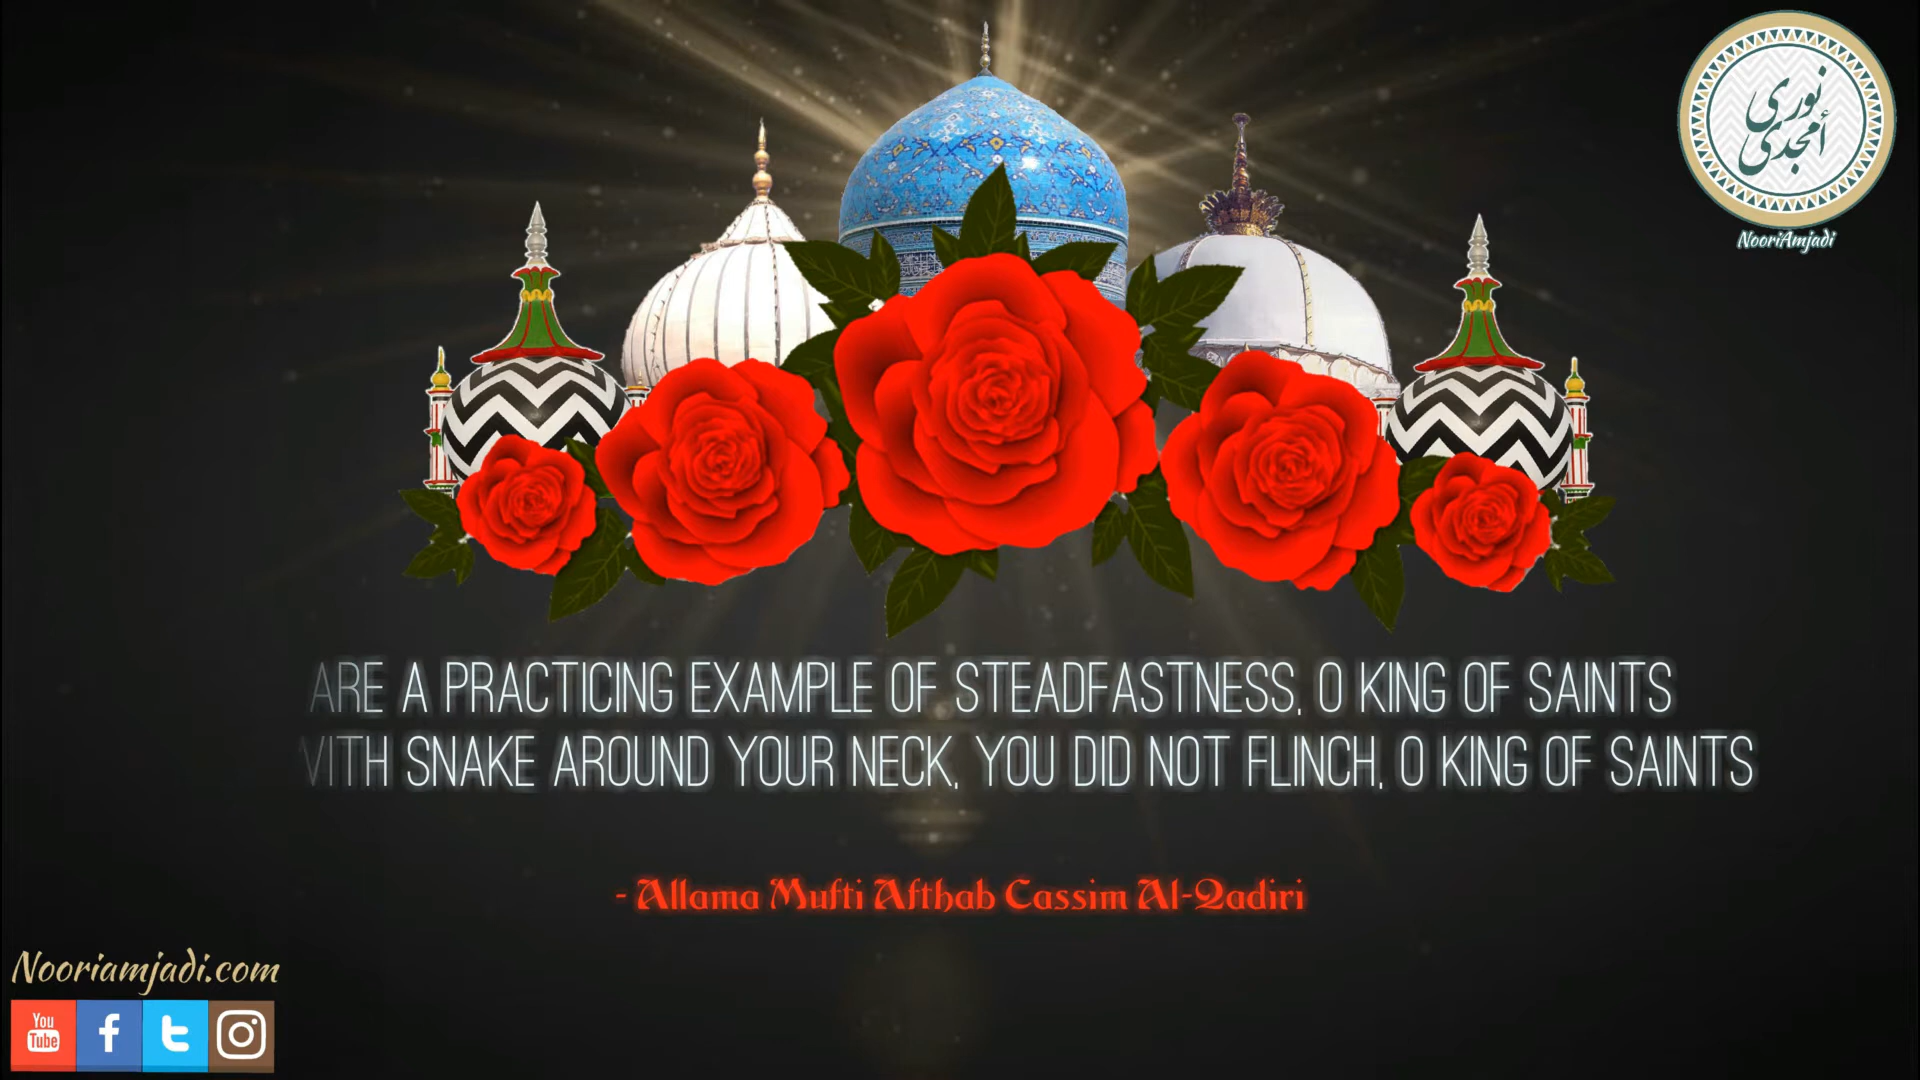 نوری
أمجدی
NooriAmjadi
ARE A PRACTICING EXAMPLE OF STEADFASTNESS, O KING OF SAINTS
WITH SNAKE AROUND YOUR NECK, YOU DID NOT FLINCH, O KING OF SAINTS
- Allama Mufti Afthab Cassim Al-Qadiri
Nooriamjadi.com
You
Tube